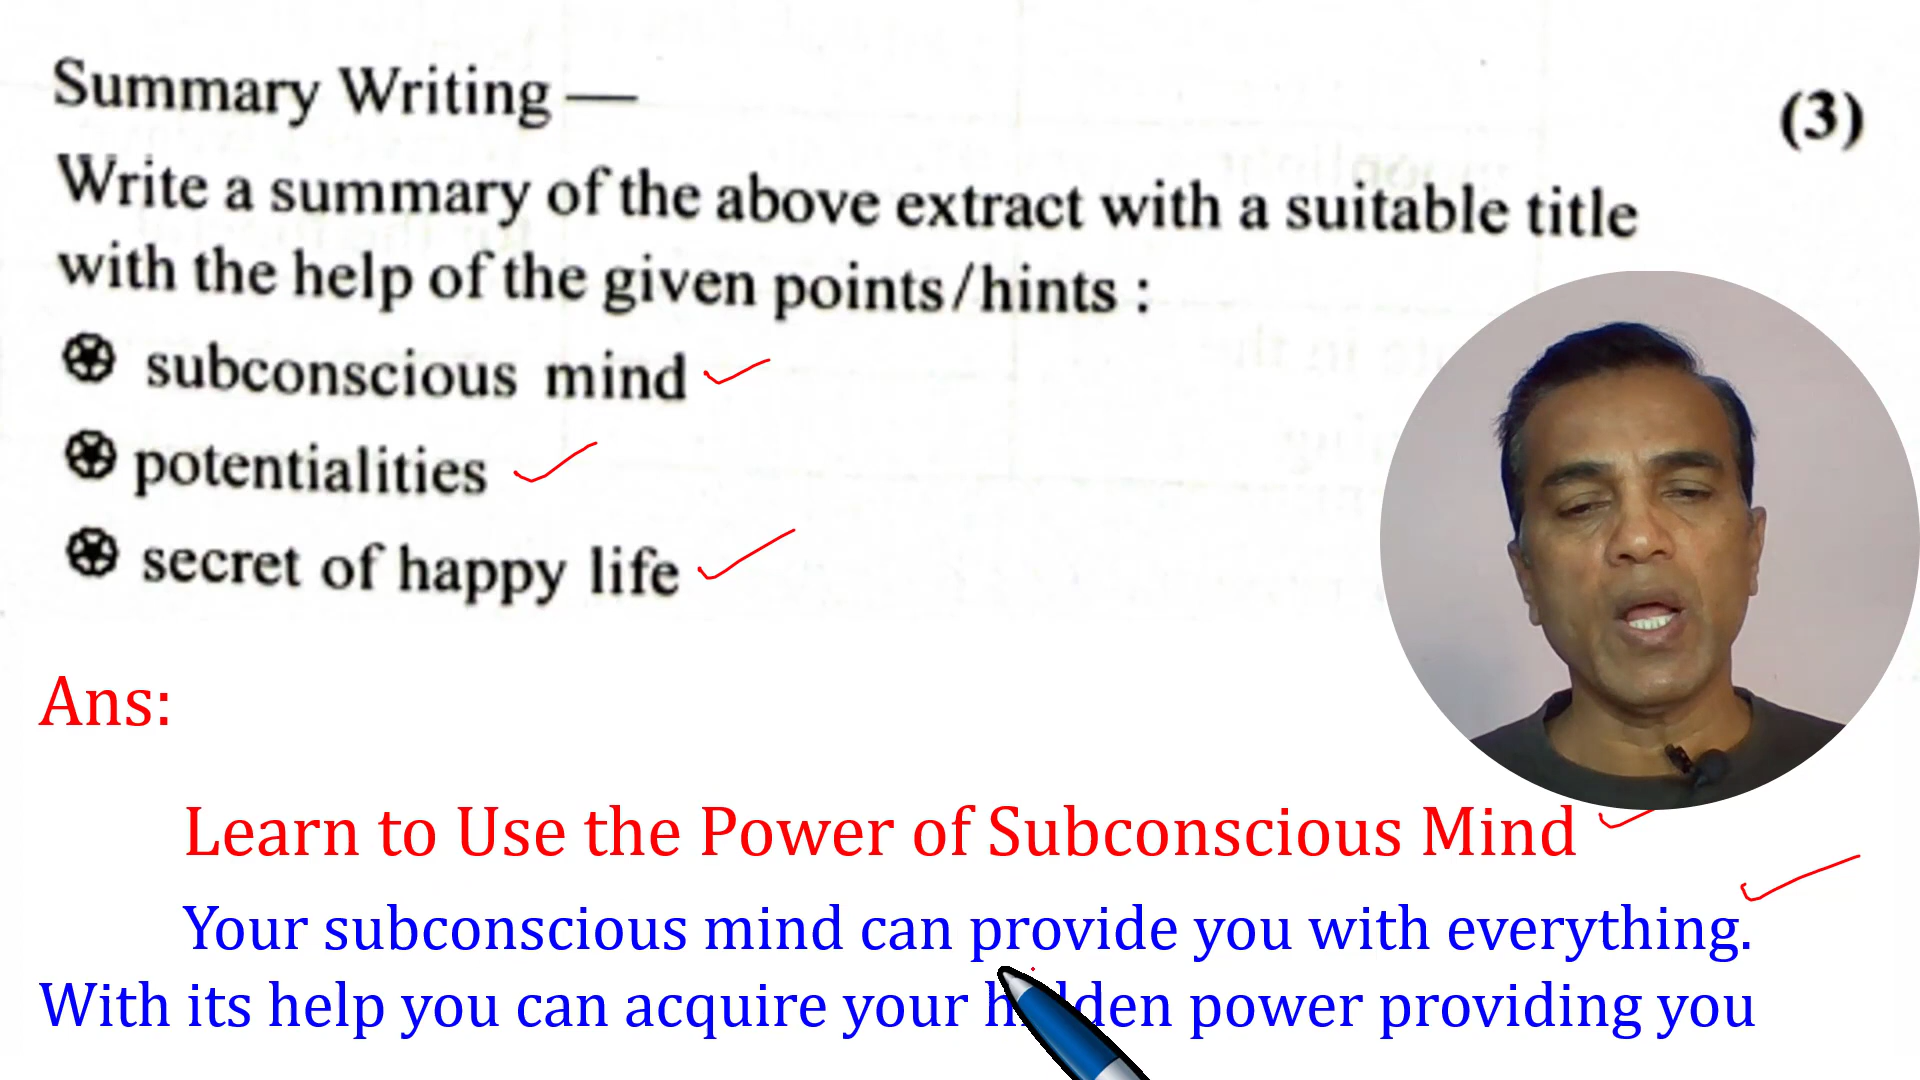 Summary Writing —
(3)
Write a summary of the above extract with a suitable title
with the help of the given points/hints :
subconscious mind
potentialities
secret of happy life
Ans:
Learn to Use the Power of Subconscious Mind
Your subconscious mind can provide you with everything.
With its help you can acquire your hidden power providing you